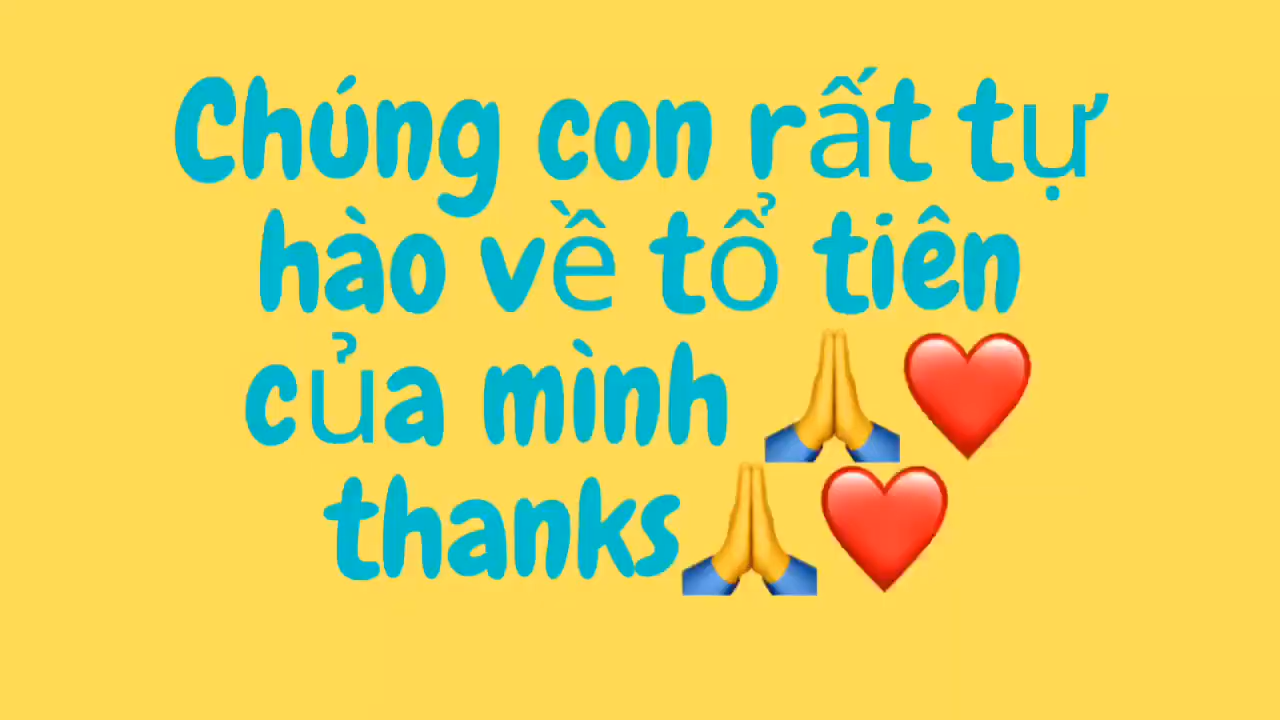 Chúng con rất tự
hào về tổ tiên
của mình 🙏❤️
thanks🙏❤️